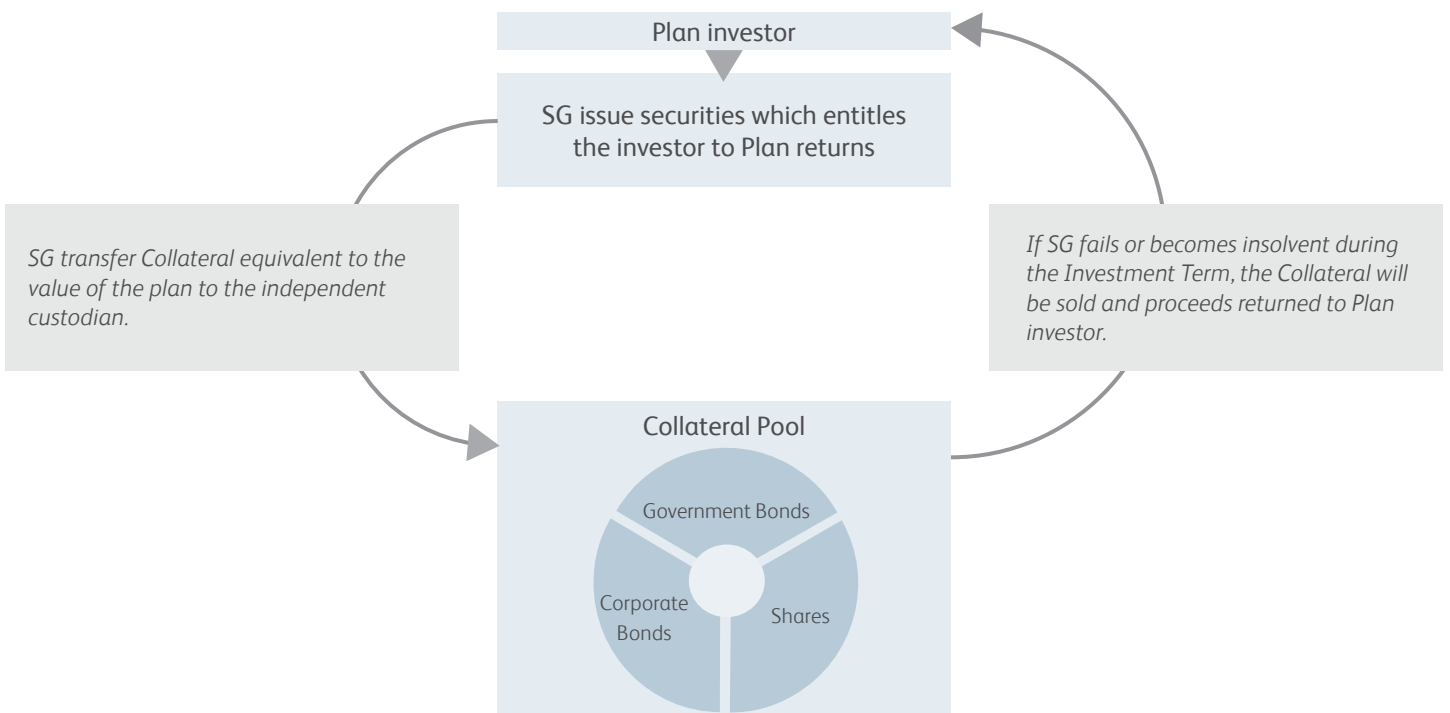 Plan investor
SG issue securities which entitles
the investor to Plan returns
SG transfer Collateral equivalent to the
value of the plan to the independent
custodian.
If SG fails or becomes insolvent during
the Investment Term, the Collateral will
be sold and proceeds returned to Plan
investor.
Collateral Pool
Government Bonds
Corporate
Bonds
Shares